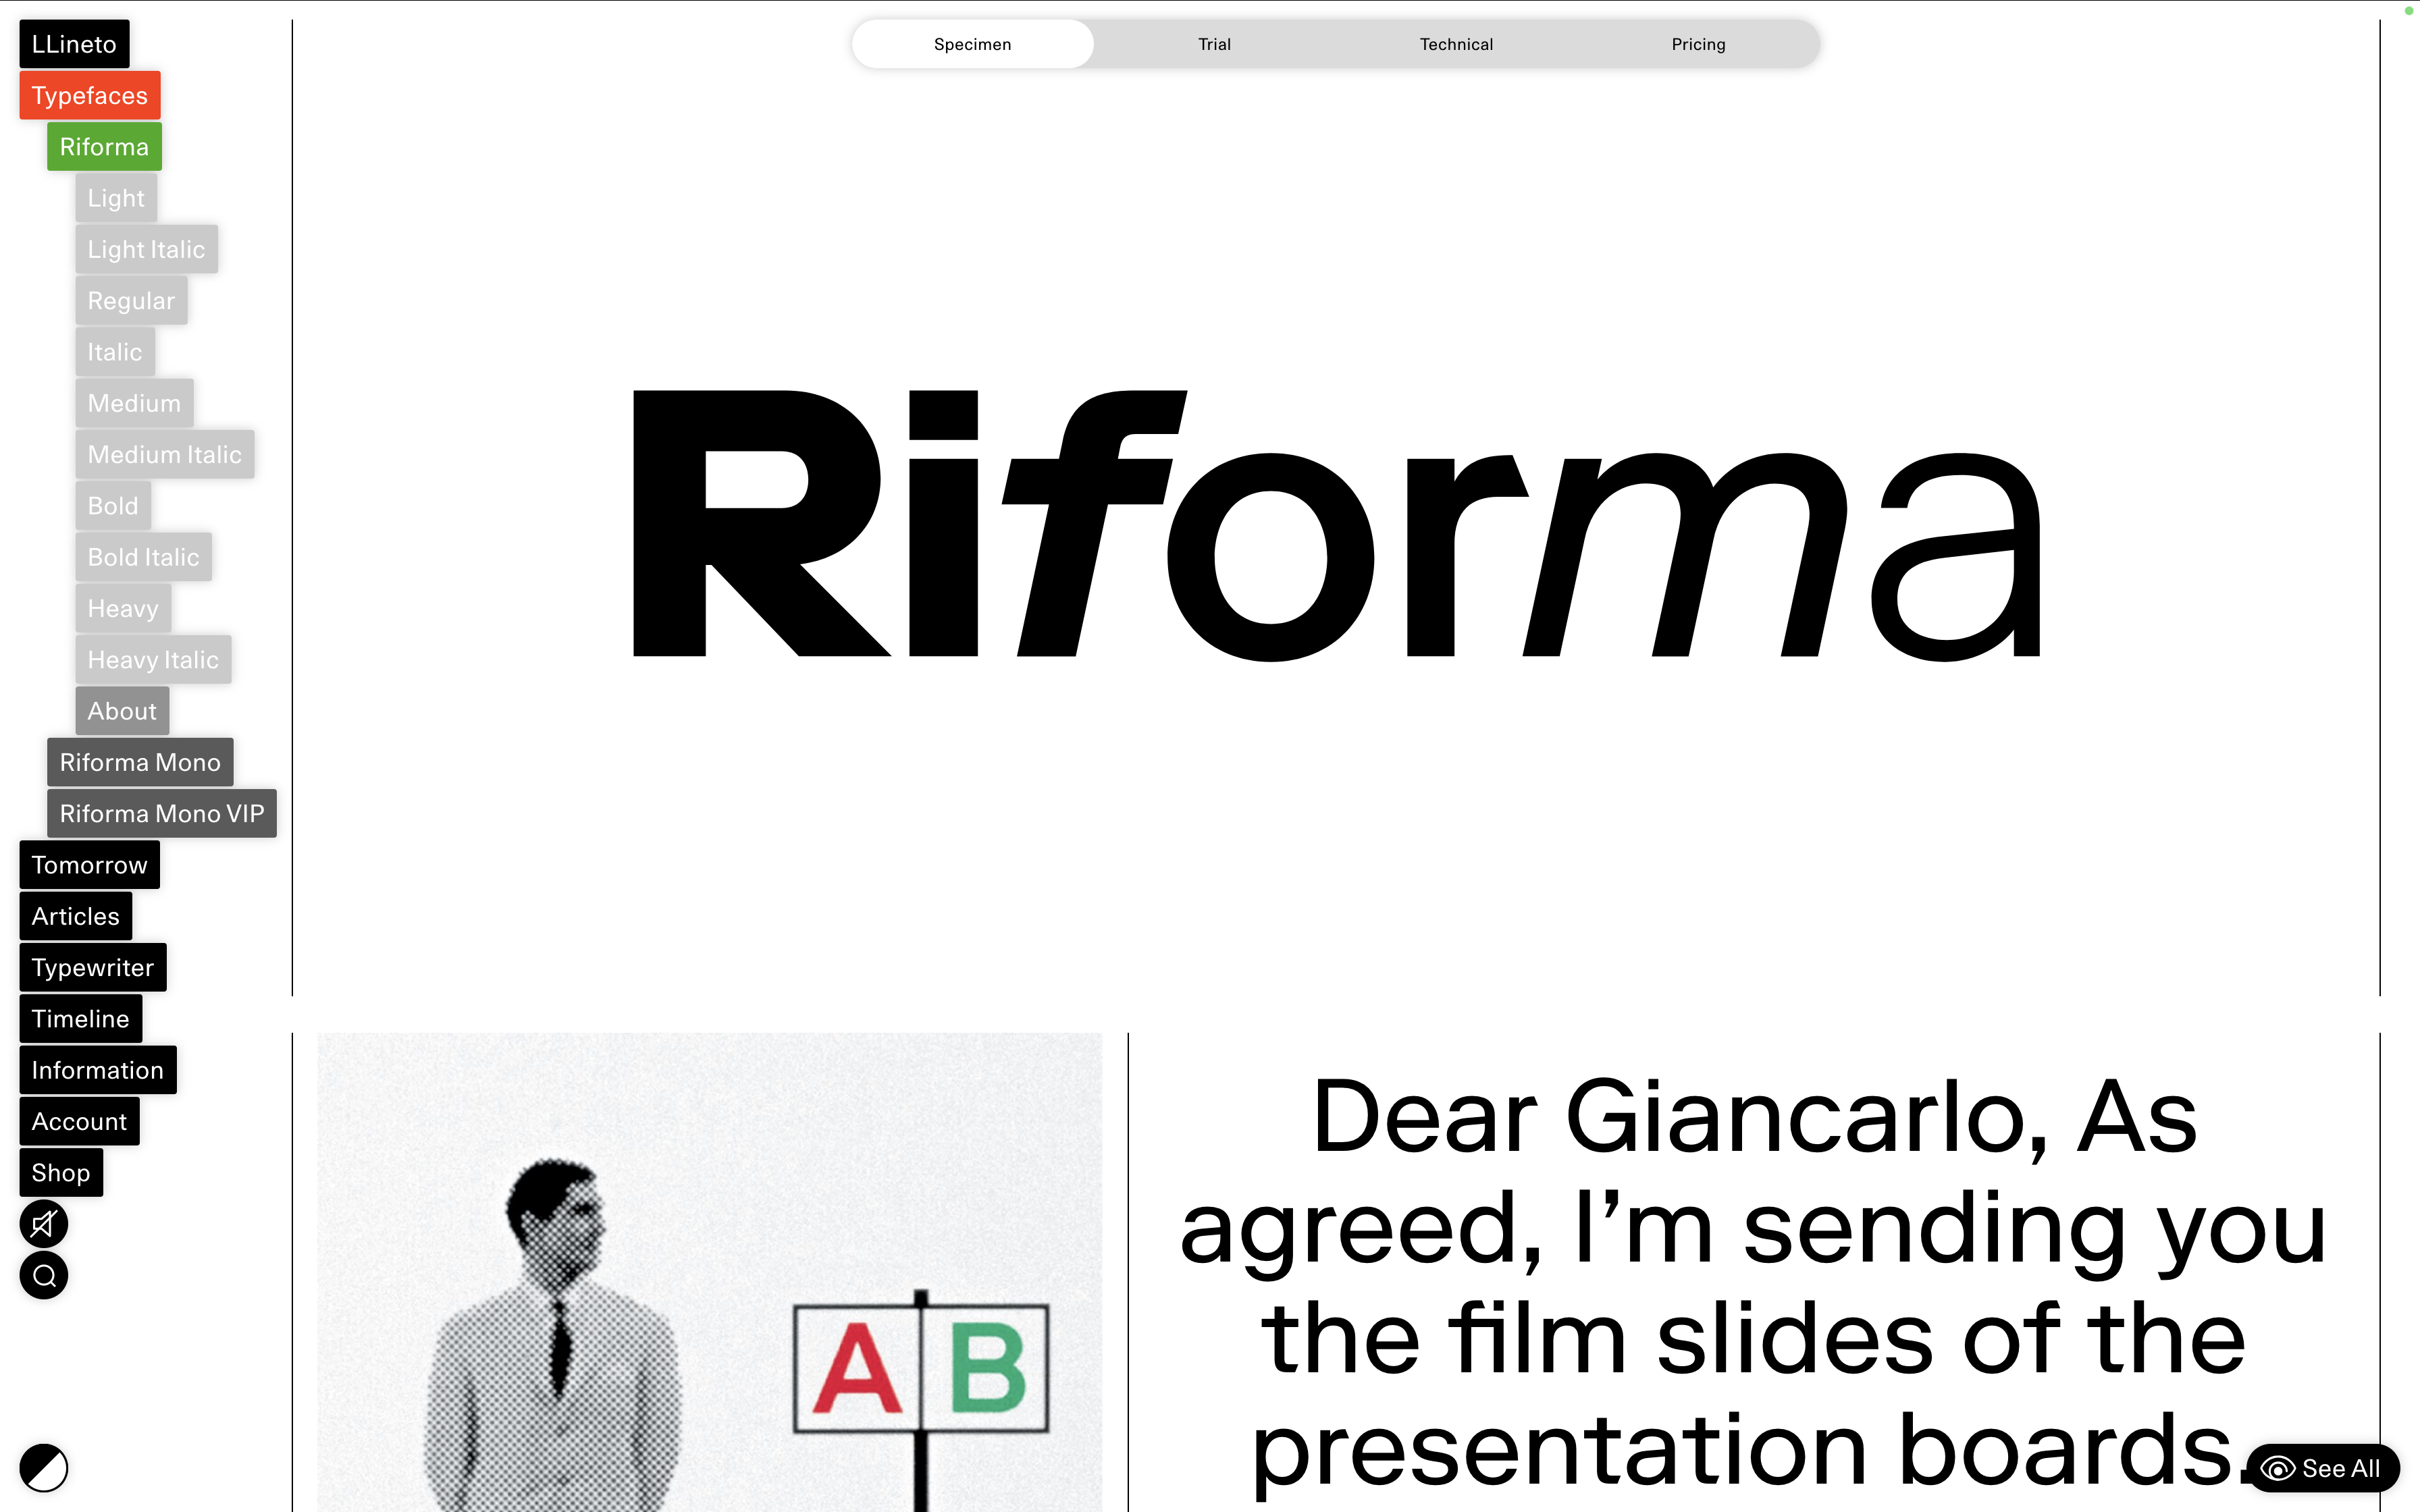 LLineto
Typefaces
Riforma
Light
Light Italic
Regular
Italic
Medium
Medium Italic
Bold
Bold Italic
Heavy
Heavy Italic
About
Riforma Mono
Riforma Mono VIP
Tomorrow
Articles
Typewriter
Timeline
Information
Account
Shop
Specimen
Trial
Technical
Pricing
Riforma
A B
Dear Giancarlo, As
agreed, I’m sending you
the film slides of the
presentation boards.
See All